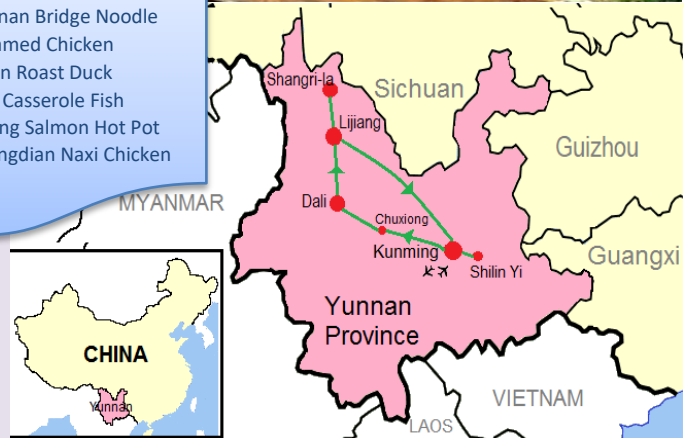 nan Bridge Noodle
amed Chicken
n Roast Duck
Casserole Fish
ng Salmon Hot Pot
ngdian Naxi Chicken
Shangri-la
Sichuan
Lijiang
Guizhou
MYANMAR
Dali
Chuxiong
Kunming
Shilin Yi
Guangxi
Yunnan
Province
CHINA
Yunnan
VIETNAM
LAOS